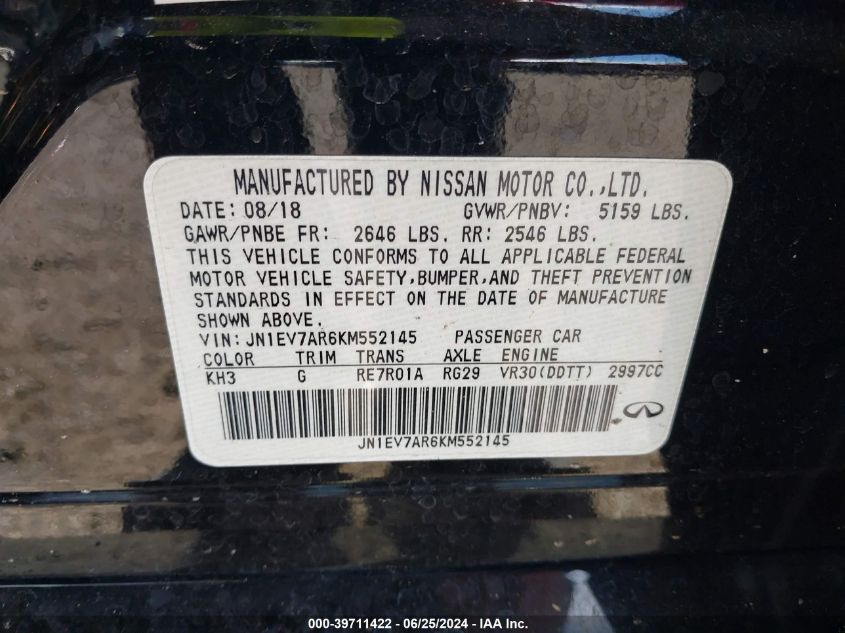 MANUFACTURED BY NISSAN MOTOR CO.,LTD.
DATE: 08/18 GVWR/PNBV: 5159 LBS.
GAWR/PNBE FR: 2646 LBS. RR: 2546 LBS.
THIS VEHICLE CONFORMS TO ALL APPLICABLE FEDERAL
MOTOR VEHICLE SAFETY,BUMPER,AND THEFT PREVENTION
STANDARDS IN EFFECT ON THE DATE OF MANUFACTURE
SHOWN ABOVE.
VIN: JN1EV7AR6KM552145 PASSENGER CAR
COLOR TRIM TRANS AXLE ENGINE
KH3 G RE7R01A RG29 VR30(DDTT) 2997CC
JN1EV7AR6KM552145
000-39711422 - 06/25/2024 - IAA Inc.